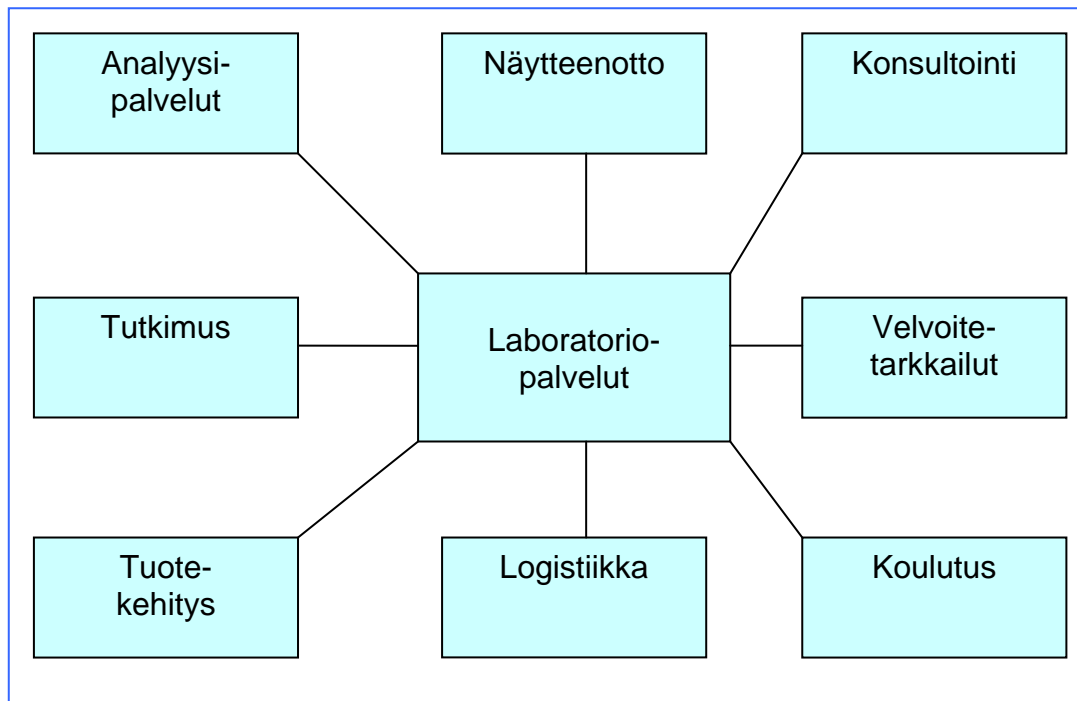 Analyysi-
palvelut
Näytteenotto
Konsultointi
Tutkimus
Laboratorio-
palvelut
Velvoite-
tarkkailut
Tuote-
kehitys
Logistiikka
Koulutus